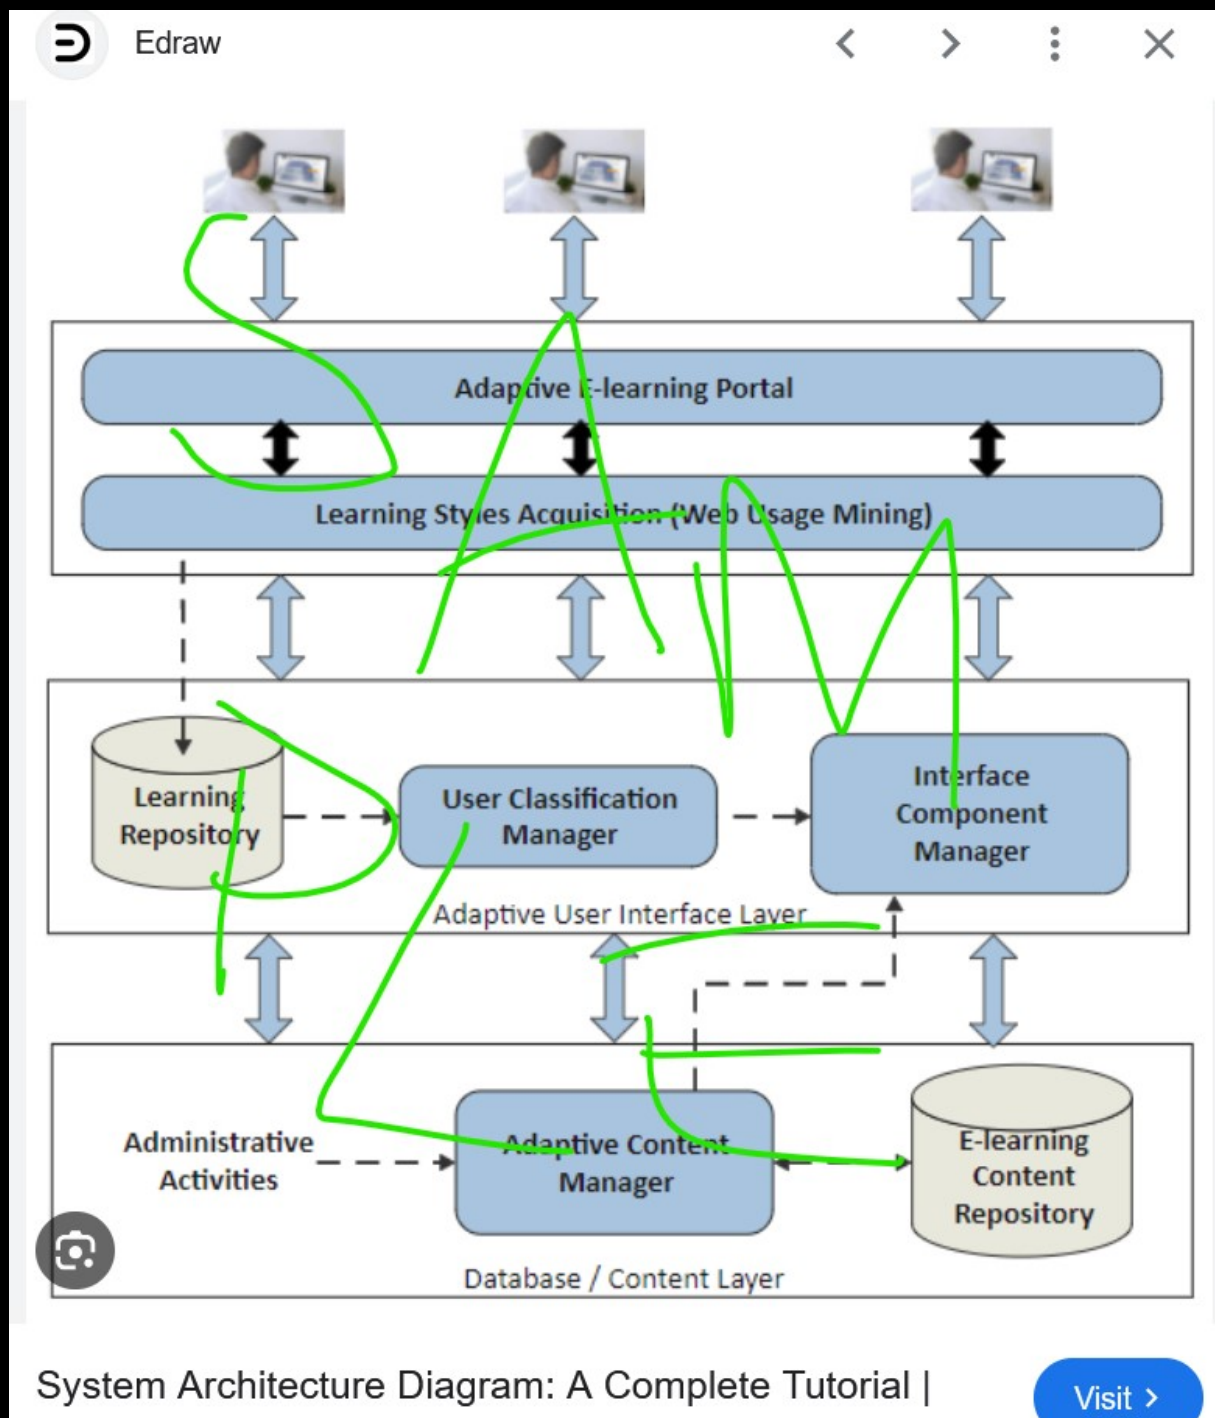 Edraw
Adaptive E-learning Portal
Learning Styles Acquisition (Web Usage Mining)
Learning
Repository
User Classification
Manager
Interface
Component
Manager
Adaptive User Interface Layer
Administrative
Activities
Adaptive Content
Manager
E-learning
Content
Repository
Database / Content Layer
System Architecture Diagram: A Complete Tutorial |
Visit >
SAMPLE